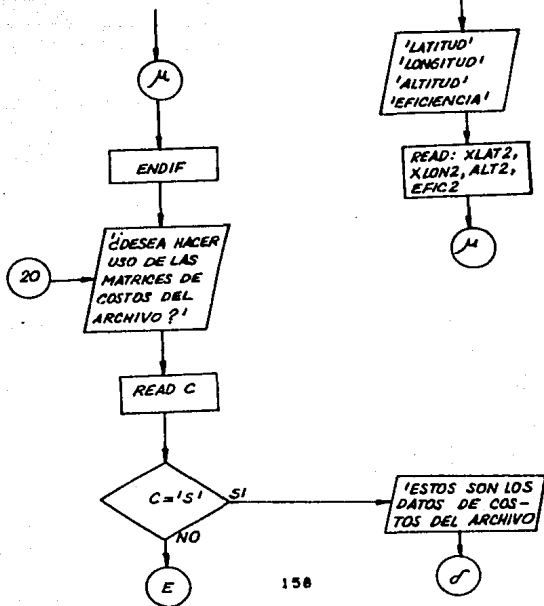 μ
ENDIF
20
'¿DESEA HACER
USO DE LAS
MATRICES DE
COSTOS DEL
ARCHIVO ?'
READ C
C='S'
SI
NO
E
'LATITUD'
'LONGITUD'
'ALTITUD'
'EFICIENCIA'
READ: XLAT2,
XLON2, ALT2,
EFIC2
μ
'ESTOS SON LOS
DATOS DE COS-
TOS DEL ARCHIVO
δ
158